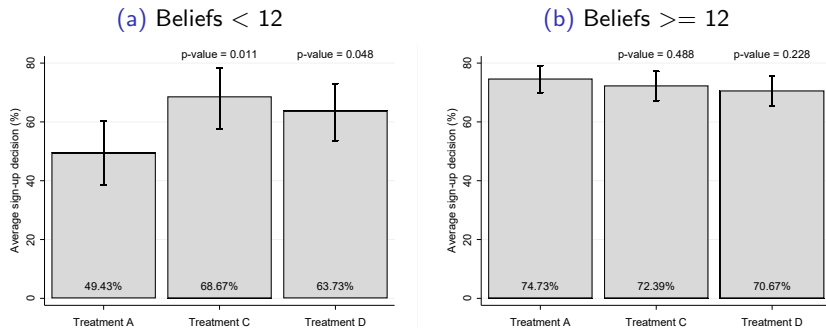 (a) Beliefs < 12
p-value = 0.011 p-value = 0.048
Average sign-up decision (%)
80
60
40
20
0
49.43% 68.67% 63.73%
Treatment A Treatment C Treatment D
(b) Beliefs >= 12
p-value = 0.488 p-value = 0.228
Average sign-up decision (%)
80
60
40
20
0
74.73% 72.39% 70.67%
Treatment A Treatment C Treatment D